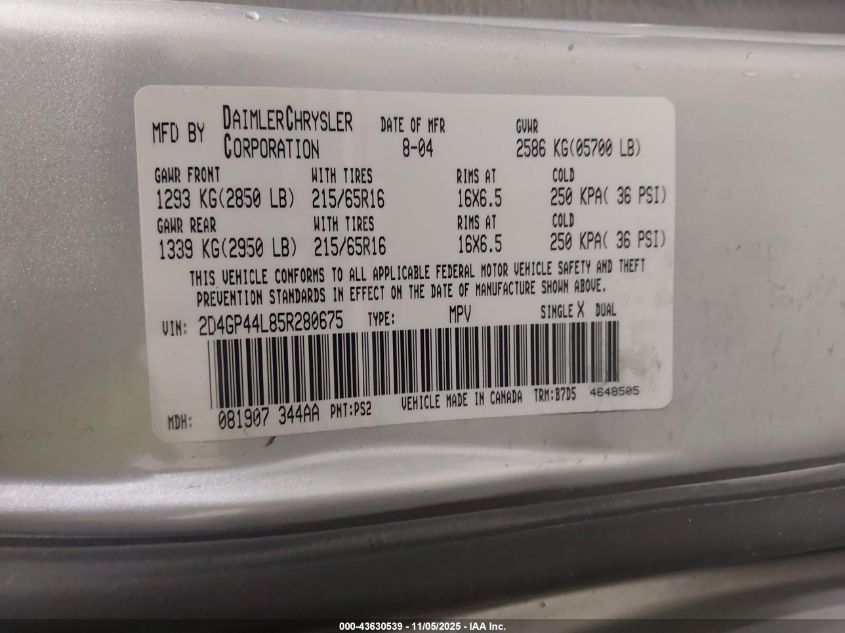 MFD BY DAIMLERCHRYSLER CORPORATION DATE OF MFR 8-04 GVWR 2586 KG(05700 LB)
GAWR FRONT WITH TIRES RIMS AT COLD
1293 KG(2850 LB) 215/65R16 16X6.5 250 KPA( 36 PSI)
GAWR REAR WITH TIRES RIMS AT COLD
1339 KG(2950 LB) 215/65R16 16X6.5 250 KPA( 36 PSI)
THIS VEHICLE CONFORMS TO ALL APPLICABLE FEDERAL MOTOR VEHICLE SAFETY AND THEFT
PREVENTION STANDARDS IN EFFECT ON THE DATE OF MANUFACTURE SHOWN ABOVE.
VIN: 2D4GP44L85R280675 TYPE: MPV SINGLE X DUAL
MDH: 081907 344AA PNT:PS2 VEHICLE MADE IN CANADA TRM:B7D5 4648505
000-43630539 - 11/05/2025 - IAA Inc.